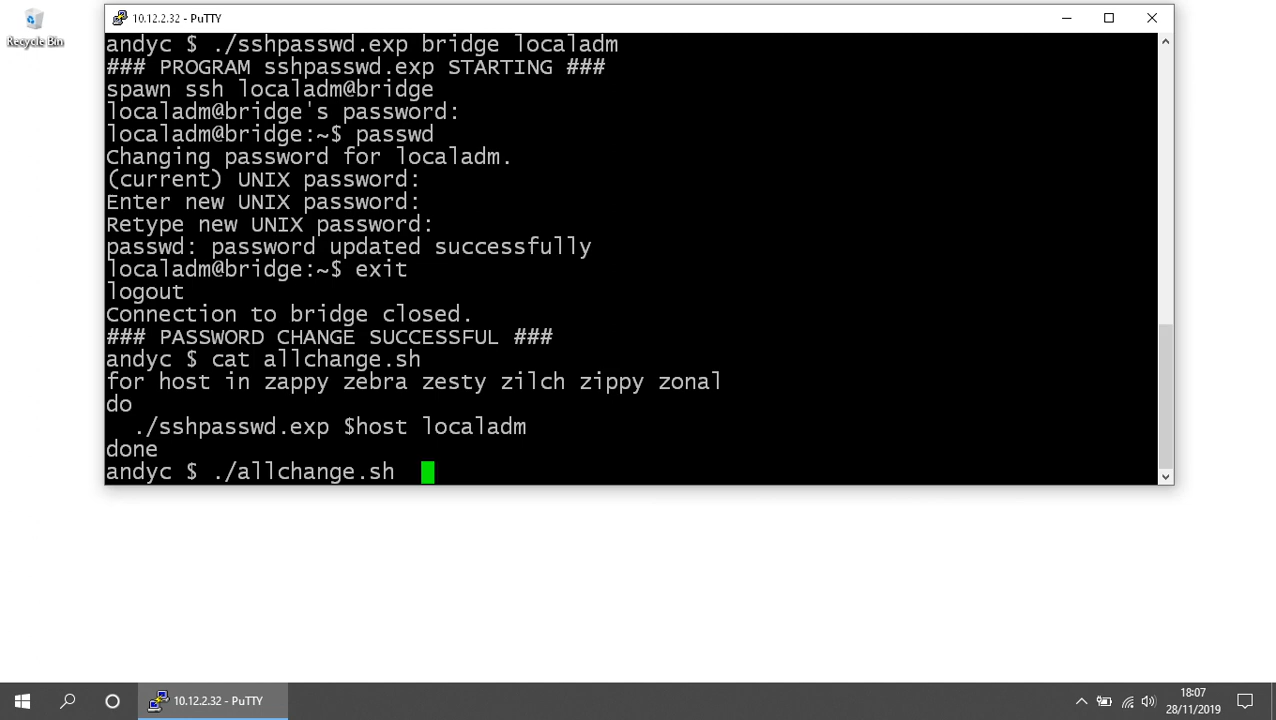 10.12.2.32 - PuTTY
Recycle Bin
andyc $ ./sshpasswd.exp bridge localadm
### PROGRAM sshpasswd.exp STARTING ###
spawn ssh localadm@bridge
localadm@bridge's password:
localadm@bridge:~$ passwd
Changing password for localadm.
(current) UNIX password:
Enter new UNIX password:
Retype new UNIX password:
passwd: password updated successfully
localadm@bridge:~$ exit
logout
Connection to bridge closed.
### PASSWORD CHANGE SUCCESSFUL ###
andyc $ cat allchange.sh
for host in zappy zebra zesty zilch zippy zonal
do
  ./sshpasswd.exp $host localadm
done
andyc $ ./allchange.sh
10.12.2.32 - PuTTY
18:07
28/11/2019